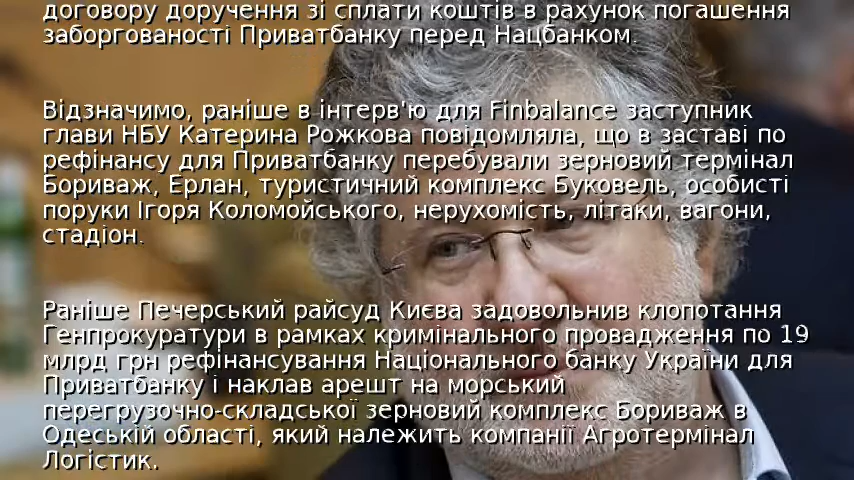 договору доручення зі сплати коштів в рахунок погашення
заборгованості Приватбанку перед Нацбанком.
Відзначимо, раніше в інтерв'ю для Finbalance заступник
глави НБУ Катерина Рожкова повідомляла, що в заставі по
рефінансу для Приватбанку перебували зерновий термінал
Бориваж, Ерлан, туристичний комплекс Буковель, особисті
поруки Ігоря Коломойського, нерухомість, літаки, вагони,
стадіон.
Раніше Печерський райсуд Києва задовольнив клопотання
Генпрокуратури в рамках кримінального провадження по 19
млрд грн рефінансування Національного банку України для
Приватбанку і наклав арешт на морський
перегрузочно-складської зерновий комплекс Бориваж в
Одеській області, який належить компанії Агротермінал
Логістик.